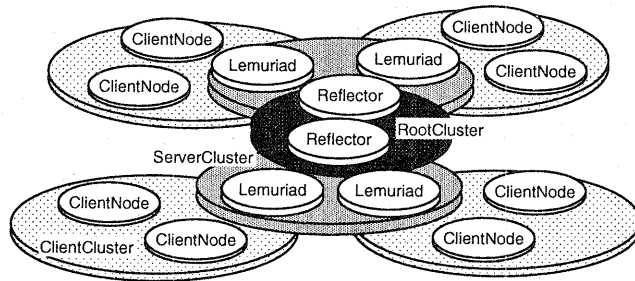 ClientNode
ClientNode
Lemuriad
Lemuriad
ClientNode
ClientNode
Reflector
Reflector
RootCluster
ServerCluster
Lemuriad
Lemuriad
ClientNode
ClientNode
ClientCluster
ClientNode
ClientNode